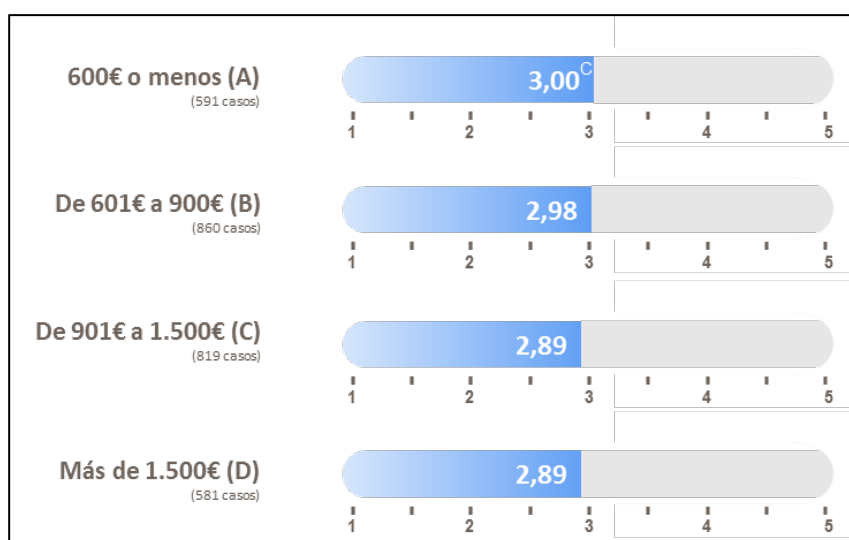 600€ o menos (A)
(591 casos)
3,00C
1 2 3 4 5
De 601€ a 900€ (B)
(860 casos)
2,98
1 2 3 4 5
De 901€ a 1.500€ (C)
(819 casos)
2,89
1 2 3 4 5
Más de 1.500€ (D)
(581 casos)
2,89
1 2 3 4 5